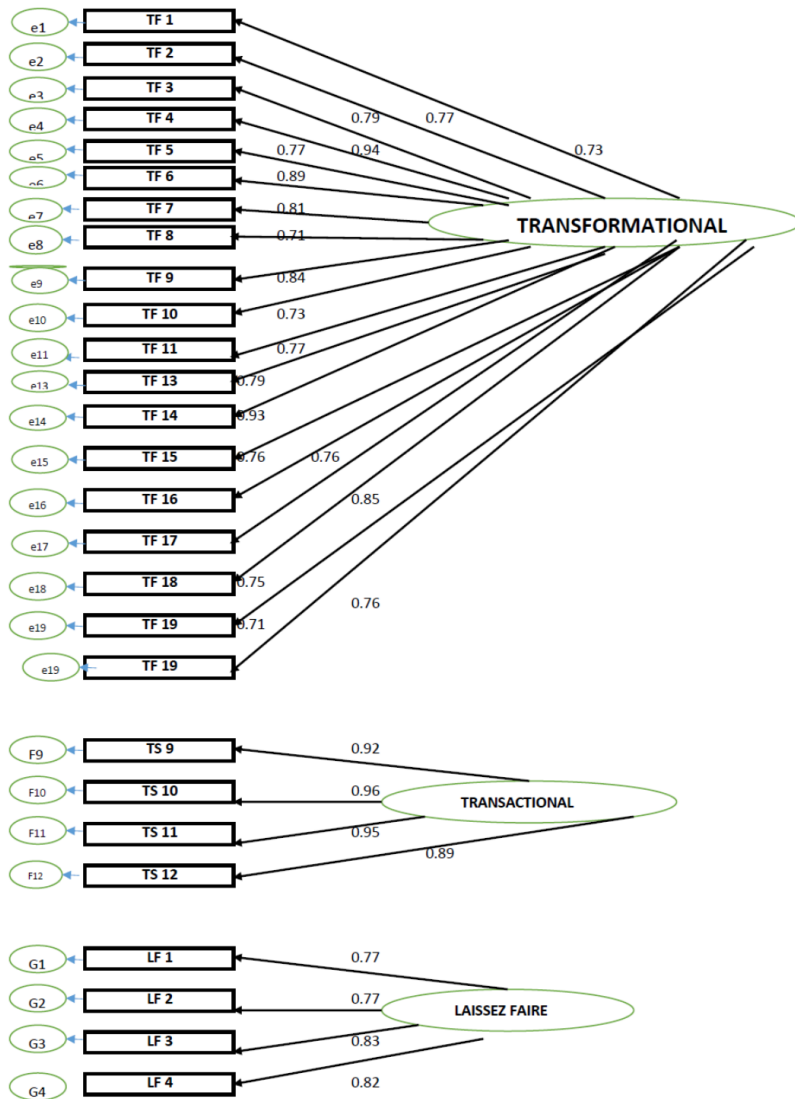 e1 TF 1
e2 TF 2
e3 TF 3
0.79 0.77
e4 TF 4
e5 TF 5 0.77 0.94 0.73
e6 TF 6 0.89
e7 TF 7 0.81
TRANSFORMATIONAL
e8 TF 8 0.71
e9 TF 9 0.84
e10 TF 10 0.73
e11 TF 11 0.77
e13 TF 13 0.79
e14 TF 14 0.93
e15 TF 15 0.76 0.76
e16 TF 16 0.85
e17 TF 17
e18 TF 18 0.75
0.76
e19 TF 19 0.71
e19 TF 19
F9 TS 9 0.92
F10 TS 10 0.96 TRANSACTIONAL
F11 TS 11 0.95
0.89
F12 TS 12
G1 LF 1 0.77
G2 LF 2 0.77 LAISSEZ FAIRE
G3 LF 3 0.83
G4 LF 4 0.82